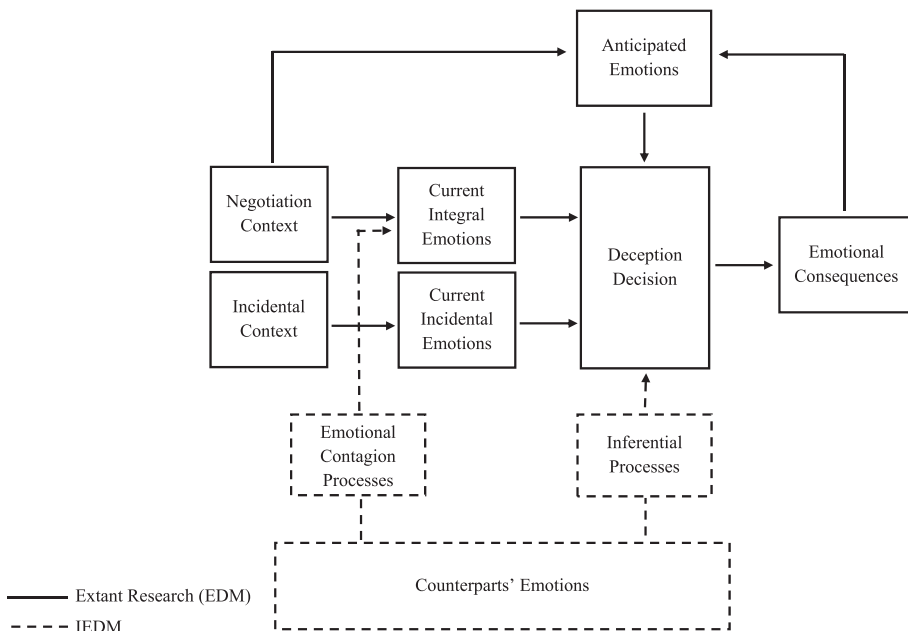 Anticipated
Emotions
Negotiation
Context
Current
Integral
Emotions
Deception
Decision
Emotional
Consequences
Incidental
Context
Current
Incidental
Emotions
Emotional
Contagion
Processes
Inferential
Processes
Counterparts' Emotions
Extant Research (EDM)
IEDM